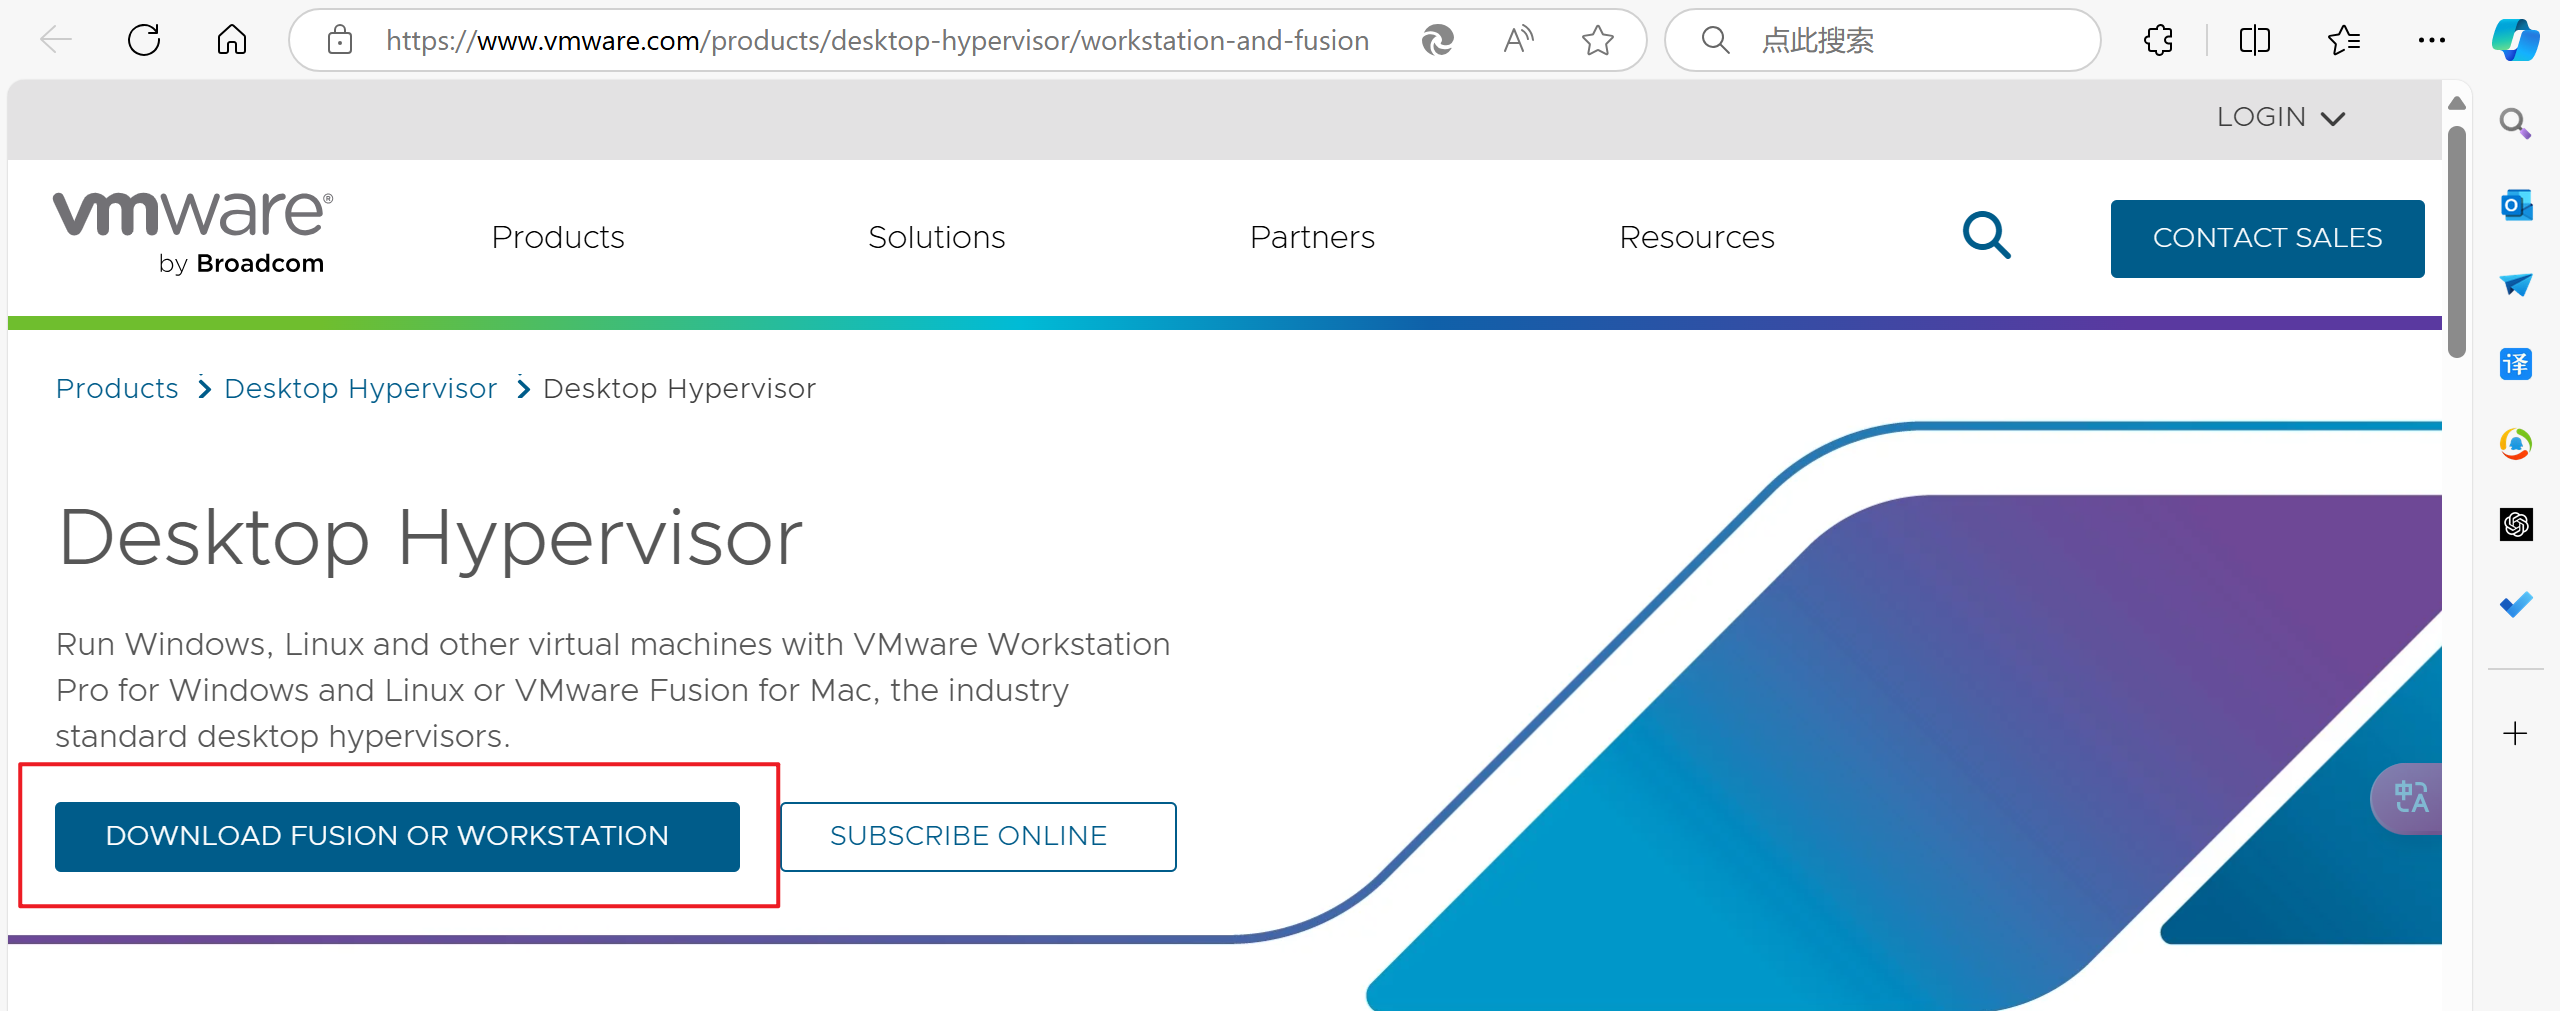 https://www.vmware.com/products/desktop-hypervisor/workstation-and-fusion
点此搜索
LOGIN
vmware®
by Broadcom
Products
Solutions
Partners
Resources
CONTACT SALES
Products > Desktop Hypervisor > Desktop Hypervisor
Desktop Hypervisor
Run Windows, Linux and other virtual machines with VMware Workstation
Pro for Windows and Linux or VMware Fusion for Mac, the industry
standard desktop hypervisors.
DOWNLOAD FUSION OR WORKSTATION
SUBSCRIBE ONLINE
译
中A